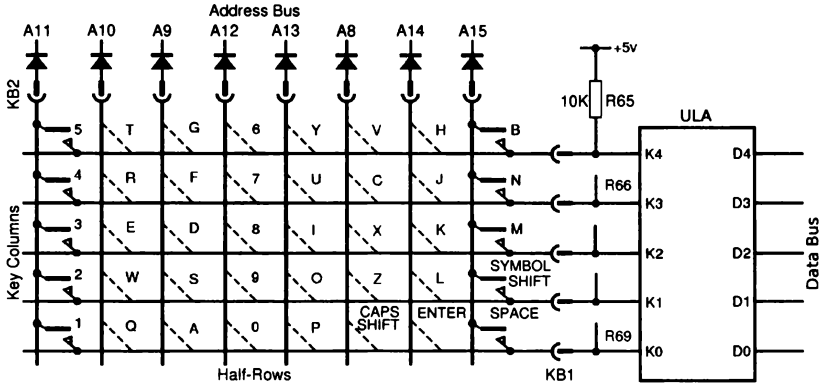 Address Bus
A11 A10 A9 A12 A13 A8 A14 A15
+5v
KB2
10K R65
ULA
5 T G 6 Y V H B
K4 D4
4 R F 7 U C J N
R66
K3 D3
Key Columns
3 E D 8 I X K M
K2 D2
Data Bus
2 W S 9 O Z L SYMBOL
SHIFT
K1 D1
1 Q A 0 P CAPS
SHIFT
ENTER SPACE
R69
K0 D0
Half-Rows
KB1